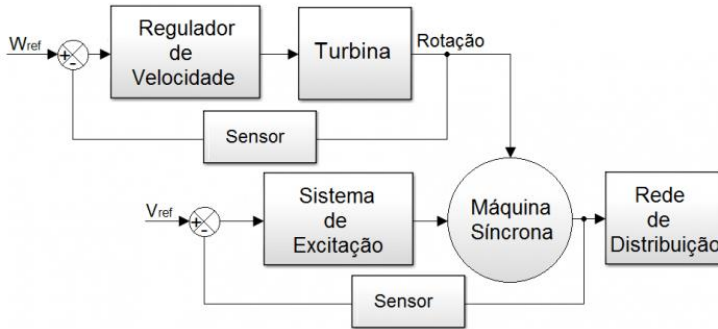 Wref
+
-
Regulador
de
Velocidade
Turbina
Rotação
Sensor
Vref
+
-
Sistema
de
Excitação
Máquina
Síncrona
Rede
de
Distribuição
Sensor